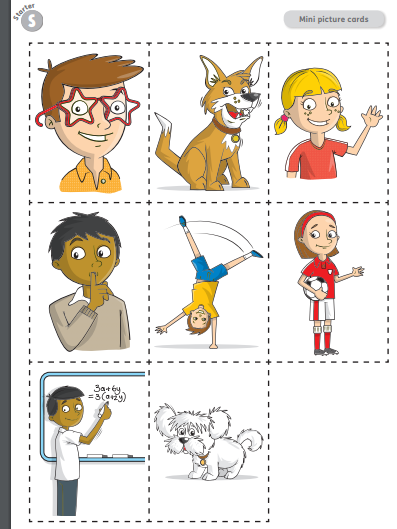 Starter
S
Mini picture cards
3a+6y
=3(a+2y)